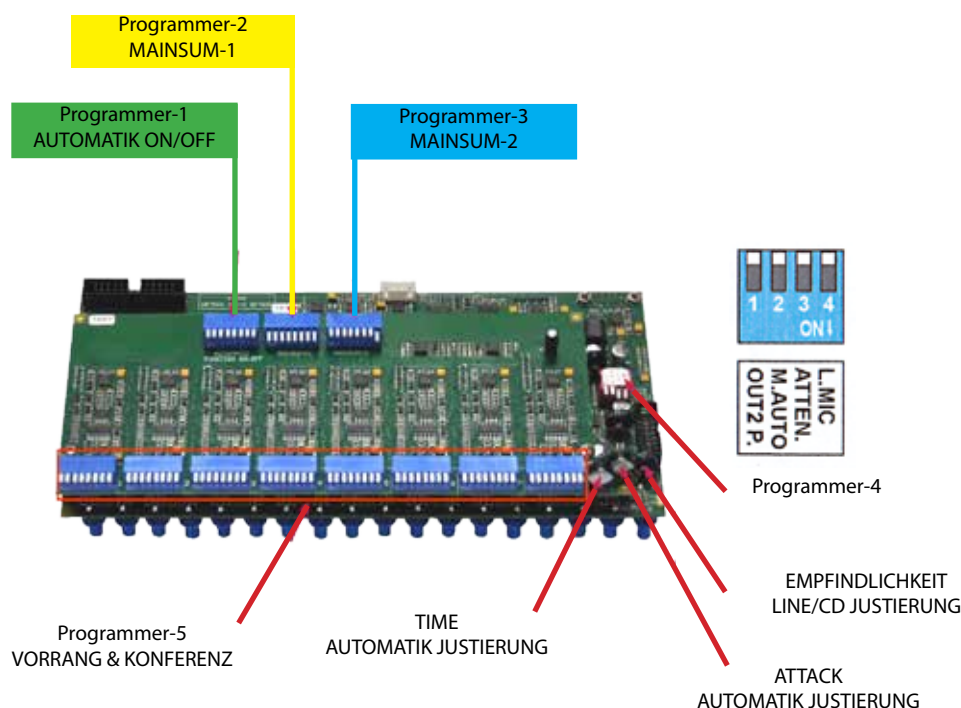 Programmer-2
MAINSUM-1
Programmer-1
AUTOMATIK ON/OFF
Programmer-3
MAINSUM-2
1 2 3 4
ON
L.MIC
ATTEN.
M.AUTO
OUT2 P.
Programmer-4
EMPFINDLICHKEIT
LINE/CD JUSTIERUNG
TIME
AUTOMATIK JUSTIERUNG
Programmer-5
VORRANG & KONFERENZ
ATTACK
AUTOMATIK JUSTIERUNG